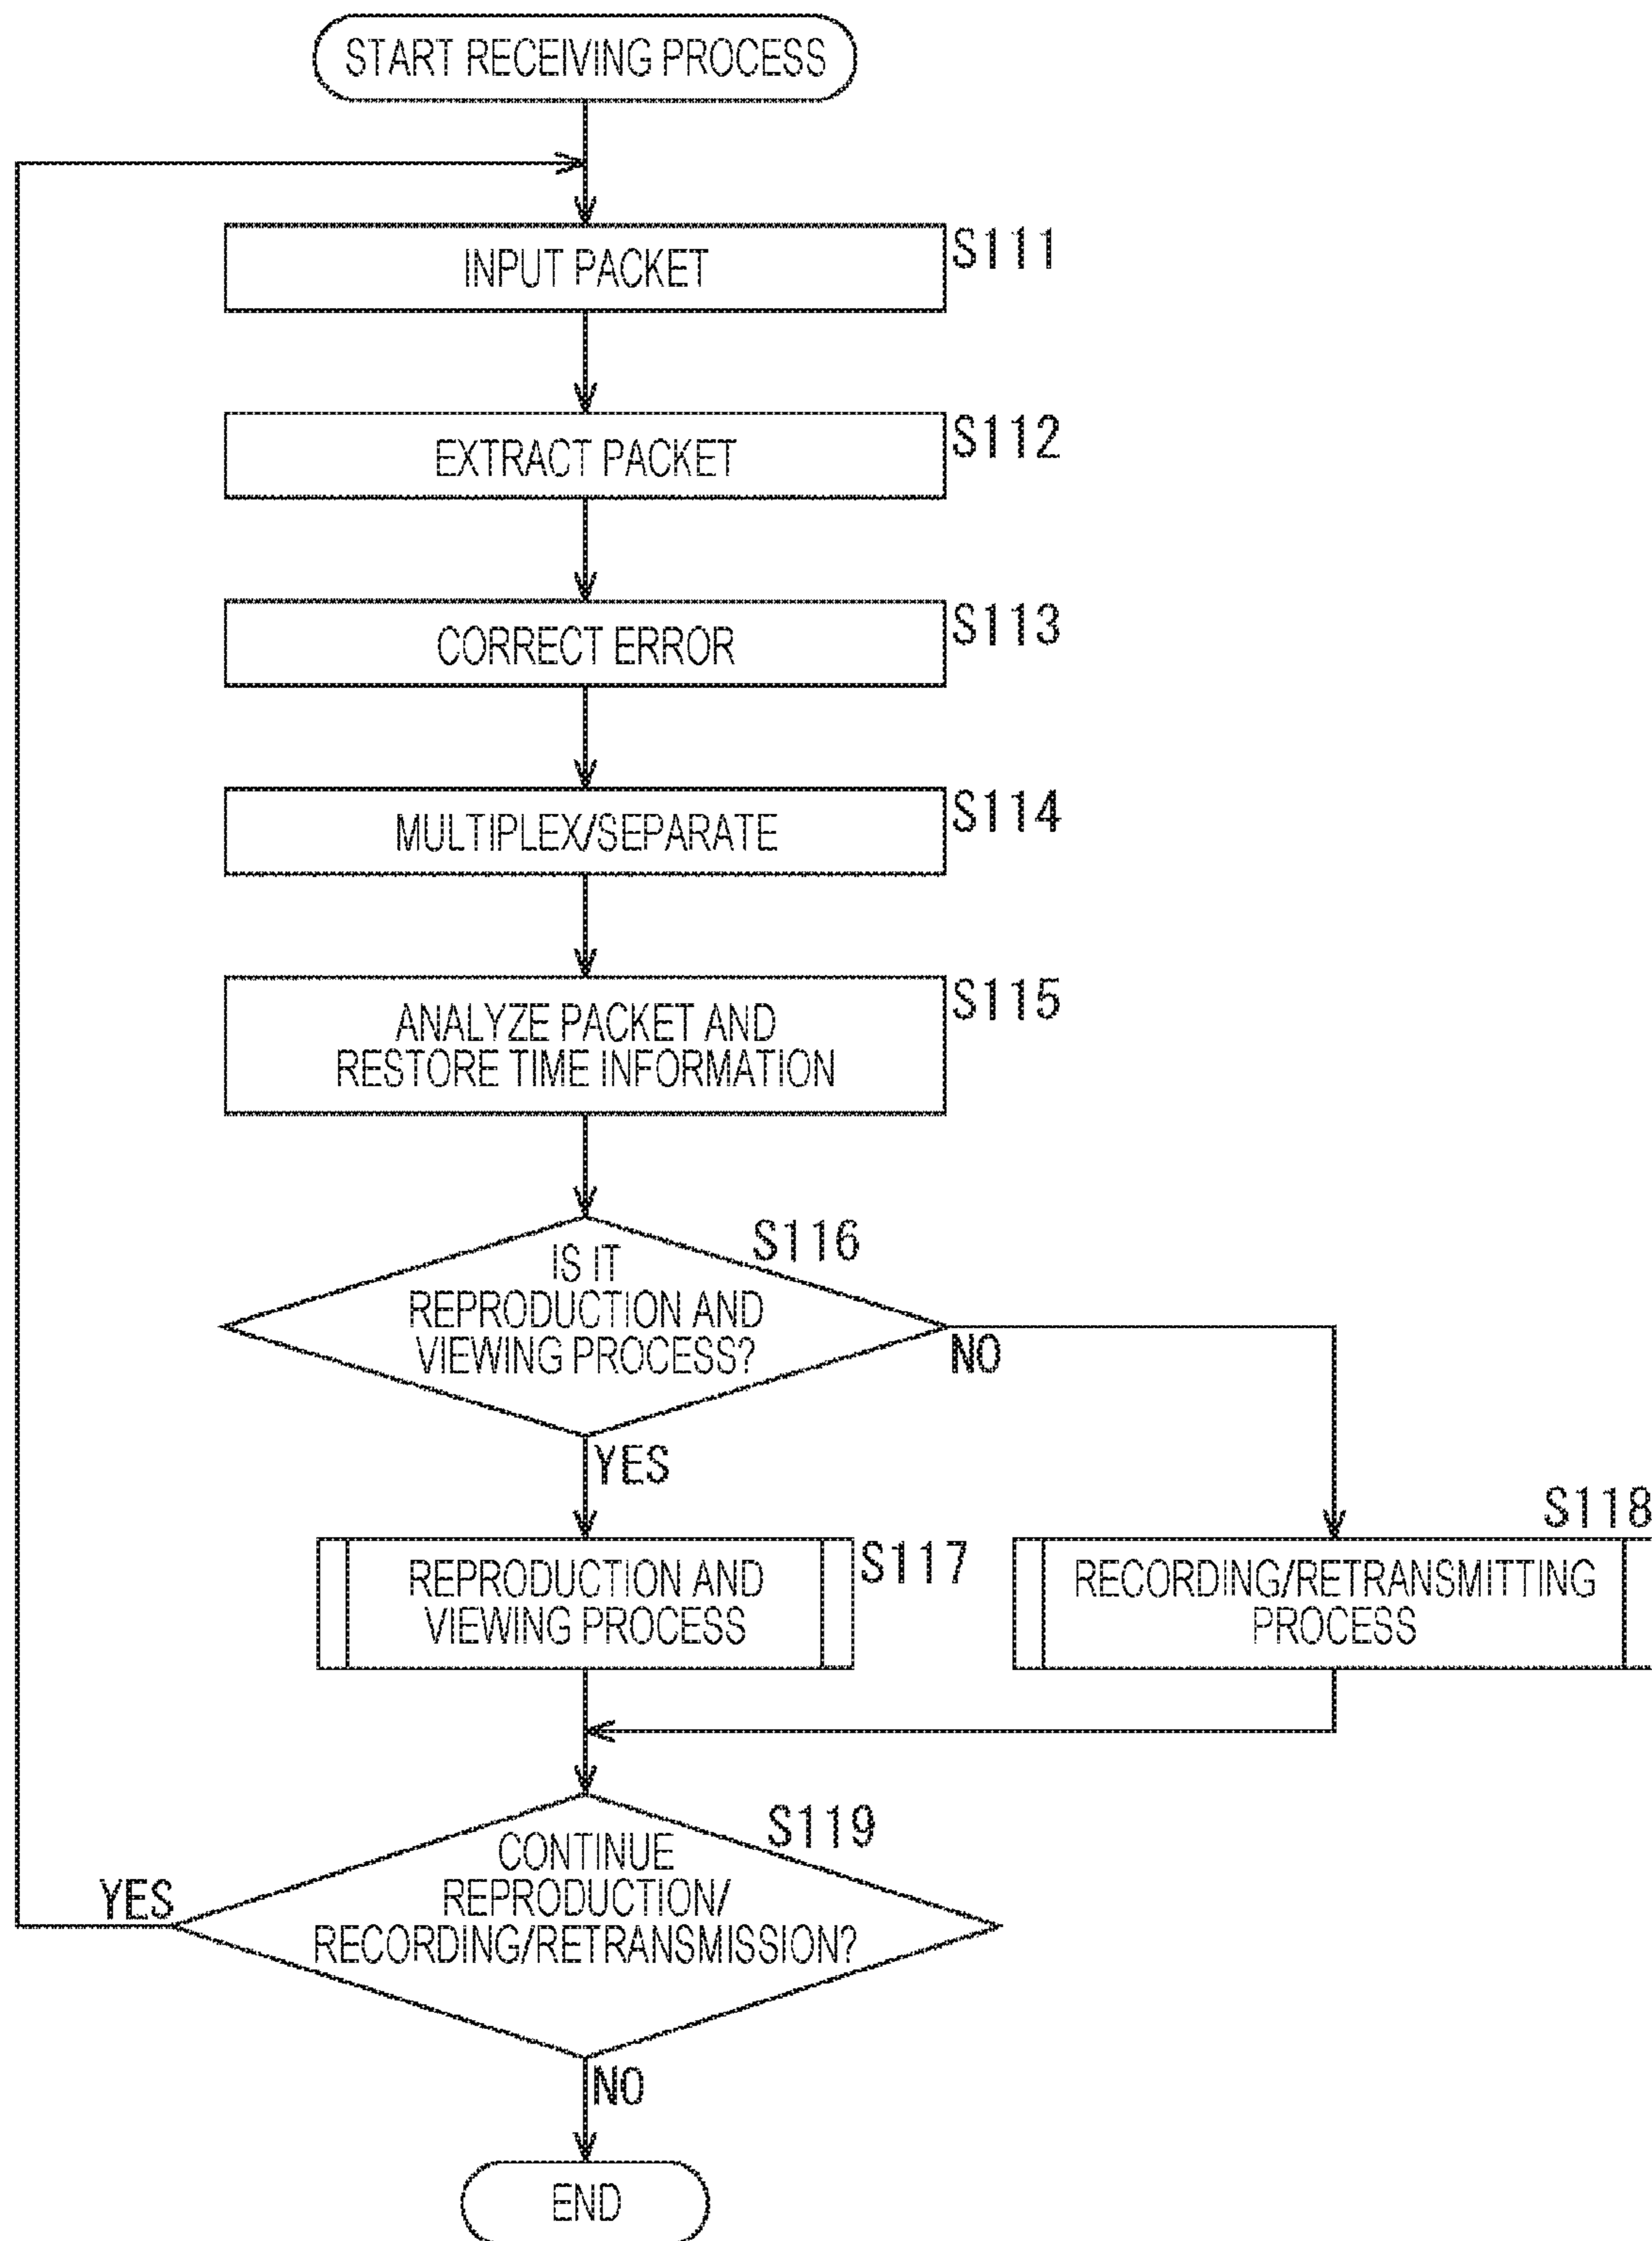 START RECEIVING PROCESS
INPUT PACKET
S111
EXTRACT PACKET
S112
CORRECT ERROR
S113
MULTIPLEX/SEPARATE
S114
ANALYZE PACKET AND
RESTORE TIME INFORMATION
S115
S116
IS IT
REPRODUCTION AND
VIEWING PROCESS?
NO
YES
REPRODUCTION AND
VIEWING PROCESS
S117
S118
RECORDING/RETRANSMITTING
PROCESS
S119
CONTINUE
REPRODUCTION/
RECORDING/RETRANSMISSION?
YES
NO
END